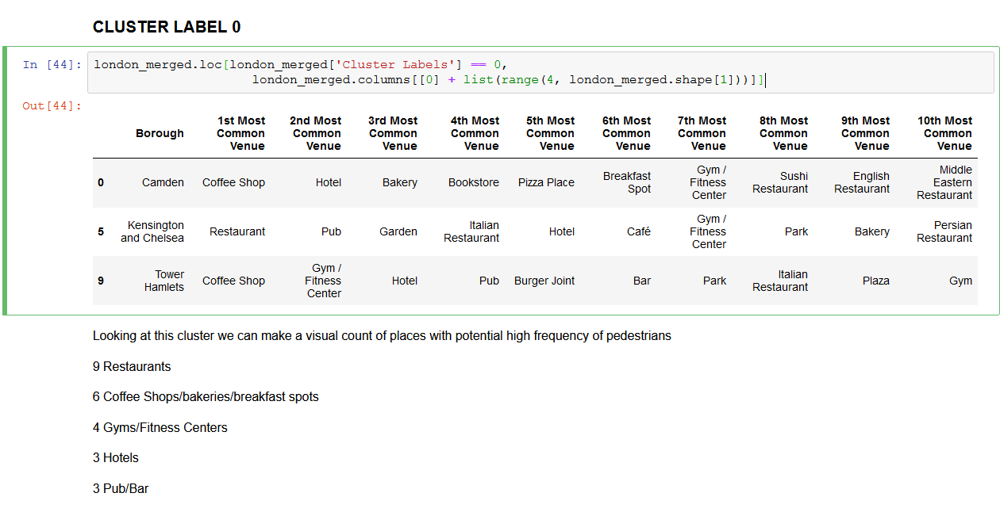 CLUSTER LABEL 0
In [44]: london_merged.loc[london_merged['Cluster Labels'] == 0,
london_merged.columns[[0] + list(range(4, london_merged.shape[1]))]]
Out[44]:
Borough 1st Most Common Venue 2nd Most Common Venue 3rd Most Common Venue 4th Most Common Venue 5th Most Common Venue 6th Most Common Venue 7th Most Common Venue 8th Most Common Venue 9th Most Common Venue 10th Most Common Venue
0 Camden Coffee Shop Hotel Bakery Bookstore Pizza Place Breakfast Spot Gym / Fitness Center Sushi Restaurant English Restaurant Middle Eastern Restaurant
5 Kensington and Chelsea Restaurant Pub Garden Italian Restaurant Hotel Café Gym / Fitness Center Park Bakery Persian Restaurant
9 Tower Hamlets Coffee Shop Gym / Fitness Center Hotel Pub Burger Joint Bar Park Italian Restaurant Plaza Gym
Looking at this cluster we can make a visual count of places with potential high frequency of pedestrians
9 Restaurants
6 Coffee Shops/bakeries/breakfast spots
4 Gyms/Fitness Centers
3 Hotels
3 Pub/Bar